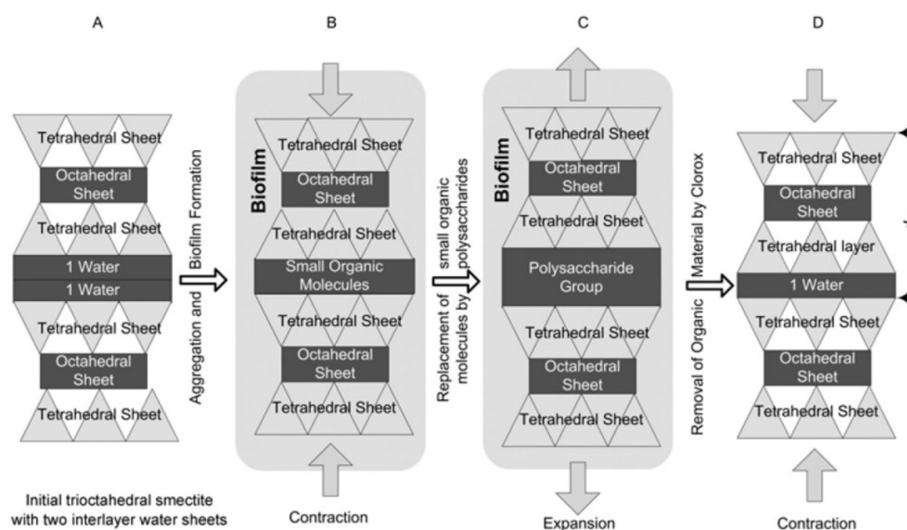 A
B
C
D
Tetrahedral Sheet
Octahedral
Sheet
Tetrahedral Sheet
1 Water
1 Water
Tetrahedral Sheet
Octahedral
Sheet
Tetrahedral Sheet
Initial trioctahedral smectite
with two interlayer water sheets
Aggregation and
Biofilm Formation
Biofilm
Tetrahedral Sheet
Octahedral
Sheet
Tetrahedral Sheet
Small Organic
Molecules
Tetrahedral Sheet
Octahedral
Sheet
Tetrahedral Sheet
Contraction
Replacement of small organic
molecules by polysaccharides
Biofilm
Tetrahedral Sheet
Octahedral
Sheet
Tetrahedral Sheet
Polysaccharide
Group
Tetrahedral Sheet
Octahedral
Sheet
Tetrahedral Sheet
Expansion
Removal of Organic Material by Clorox
Tetrahedral Sheet
Octahedral
Sheet
Tetrahedral layer
1 Water
Tetrahedral Sheet
Octahedral
Sheet
Tetrahedral Sheet
Contraction